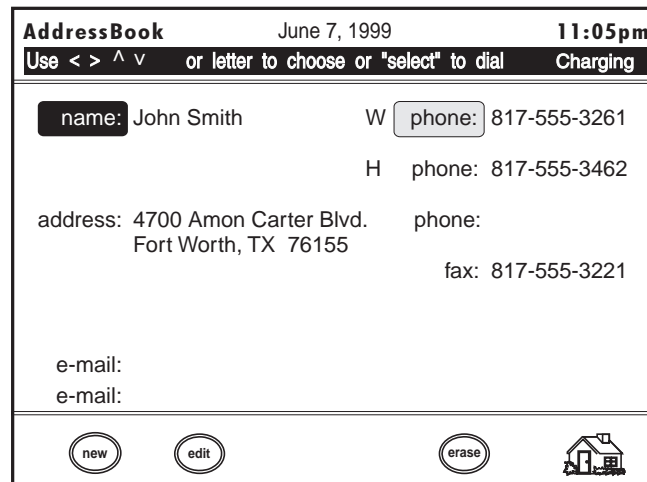 AddressBook June 7, 1999 11:05pm
Use < > ^ v or letter to choose or "select" to dial Charging
name: John Smith W phone: 817-555-3261
H phone: 817-555-3462
address: 4700 Amon Carter Blvd. phone:
Fort Worth, TX 76155
fax: 817-555-3221
e-mail:
e-mail:
new edit erase